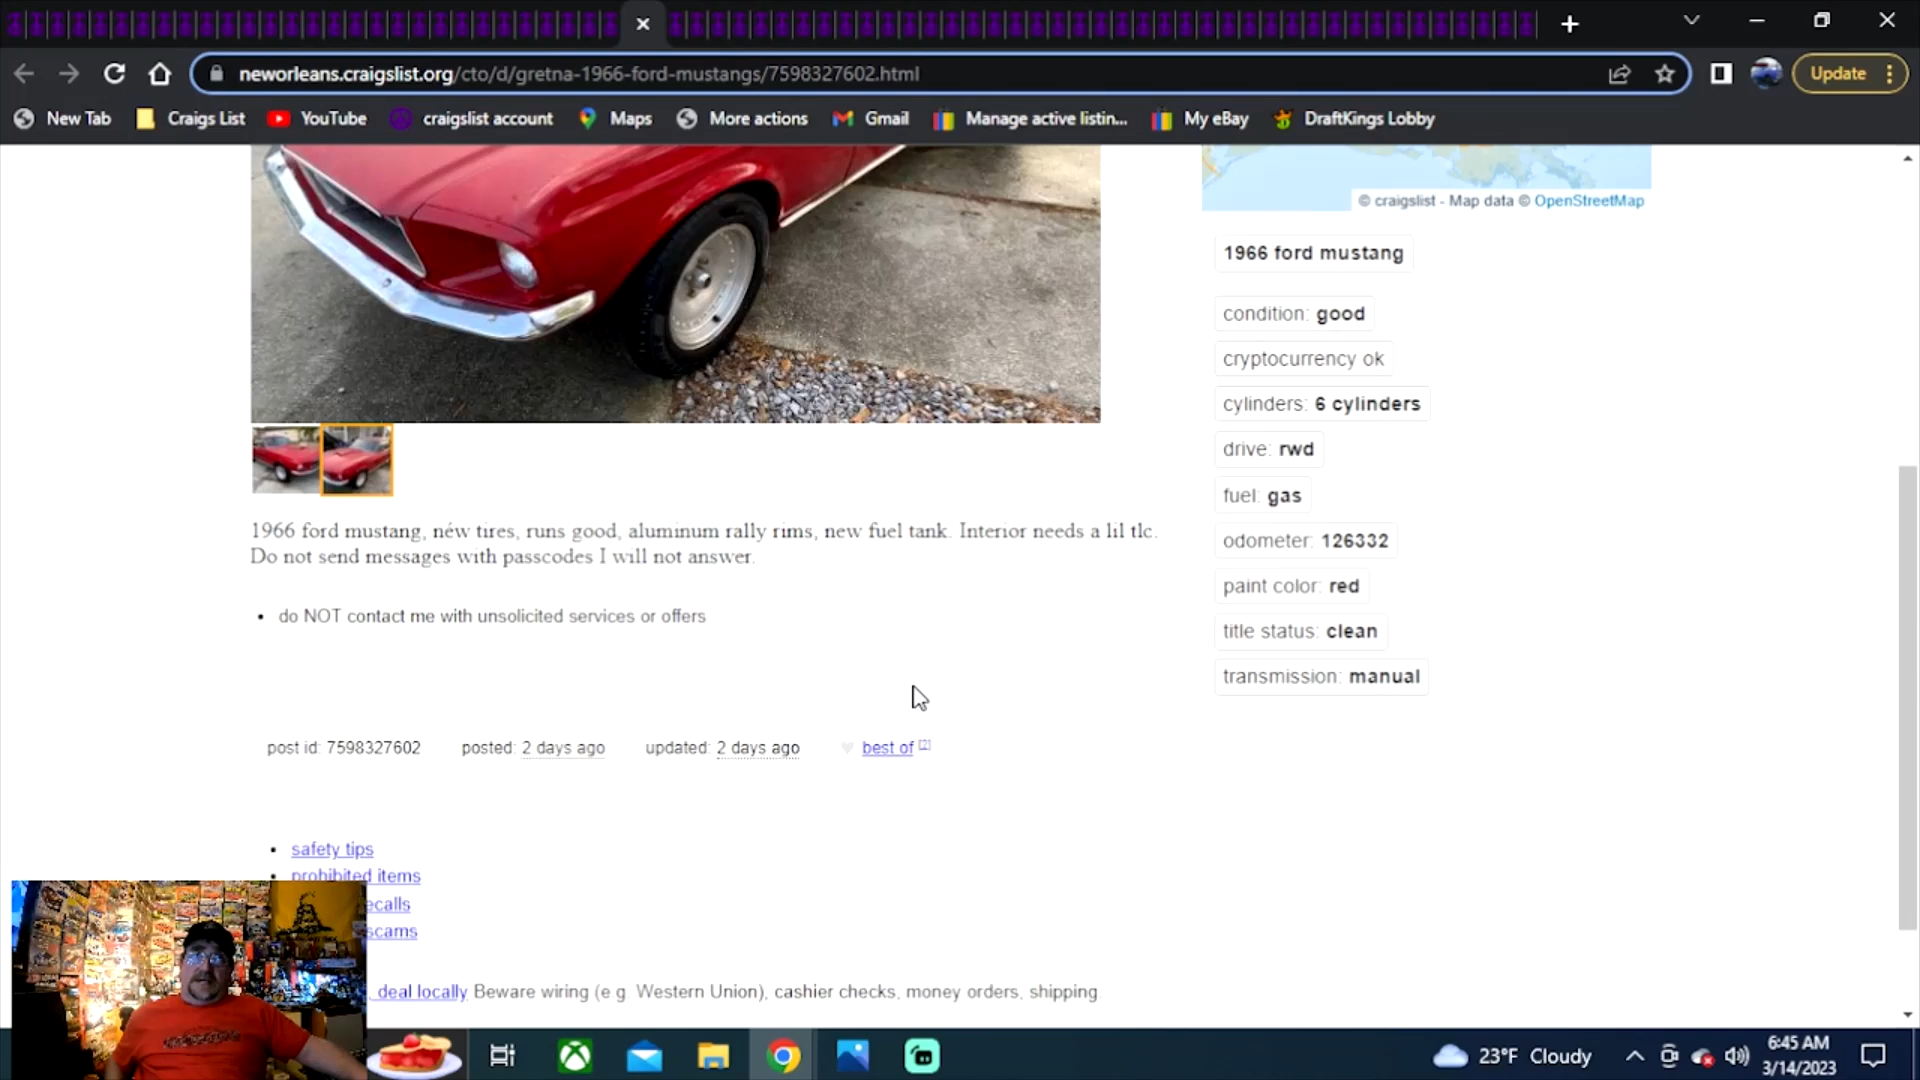 neworleans.craigslist.org/cto/d/gretna-1966-ford-mustangs/7598327602.html
Update
New Tab
Craigs List
YouTube
craigslist account
Maps
More actions
Gmail
Manage active listin...
My eBay
DraftKings Lobby
© craigslist - Map data © OpenStreetMap
1966 ford mustang
condition: good
cryptocurrency ok
cylinders: 6 cylinders
drive: rwd
fuel: gas
odometer: 126332
paint color: red
title status: clean
transmission: manual
1966 ford mustang, néw tires, runs good, aluminum rally rims, new fuel tank. Interior needs a lil tlc.
Do not send messages with passcodes I will not answer.
• do NOT contact me with unsolicited services or offers
post id: 7598327602
posted: 2 days ago
updated: 2 days ago
best of [?]
• safety tips
• prohibited items
ecalls
scams
, deal locally Beware wiring (e.g. Western Union), cashier checks, money orders, shipping
23°F Cloudy
6:45 AM
3/14/2023